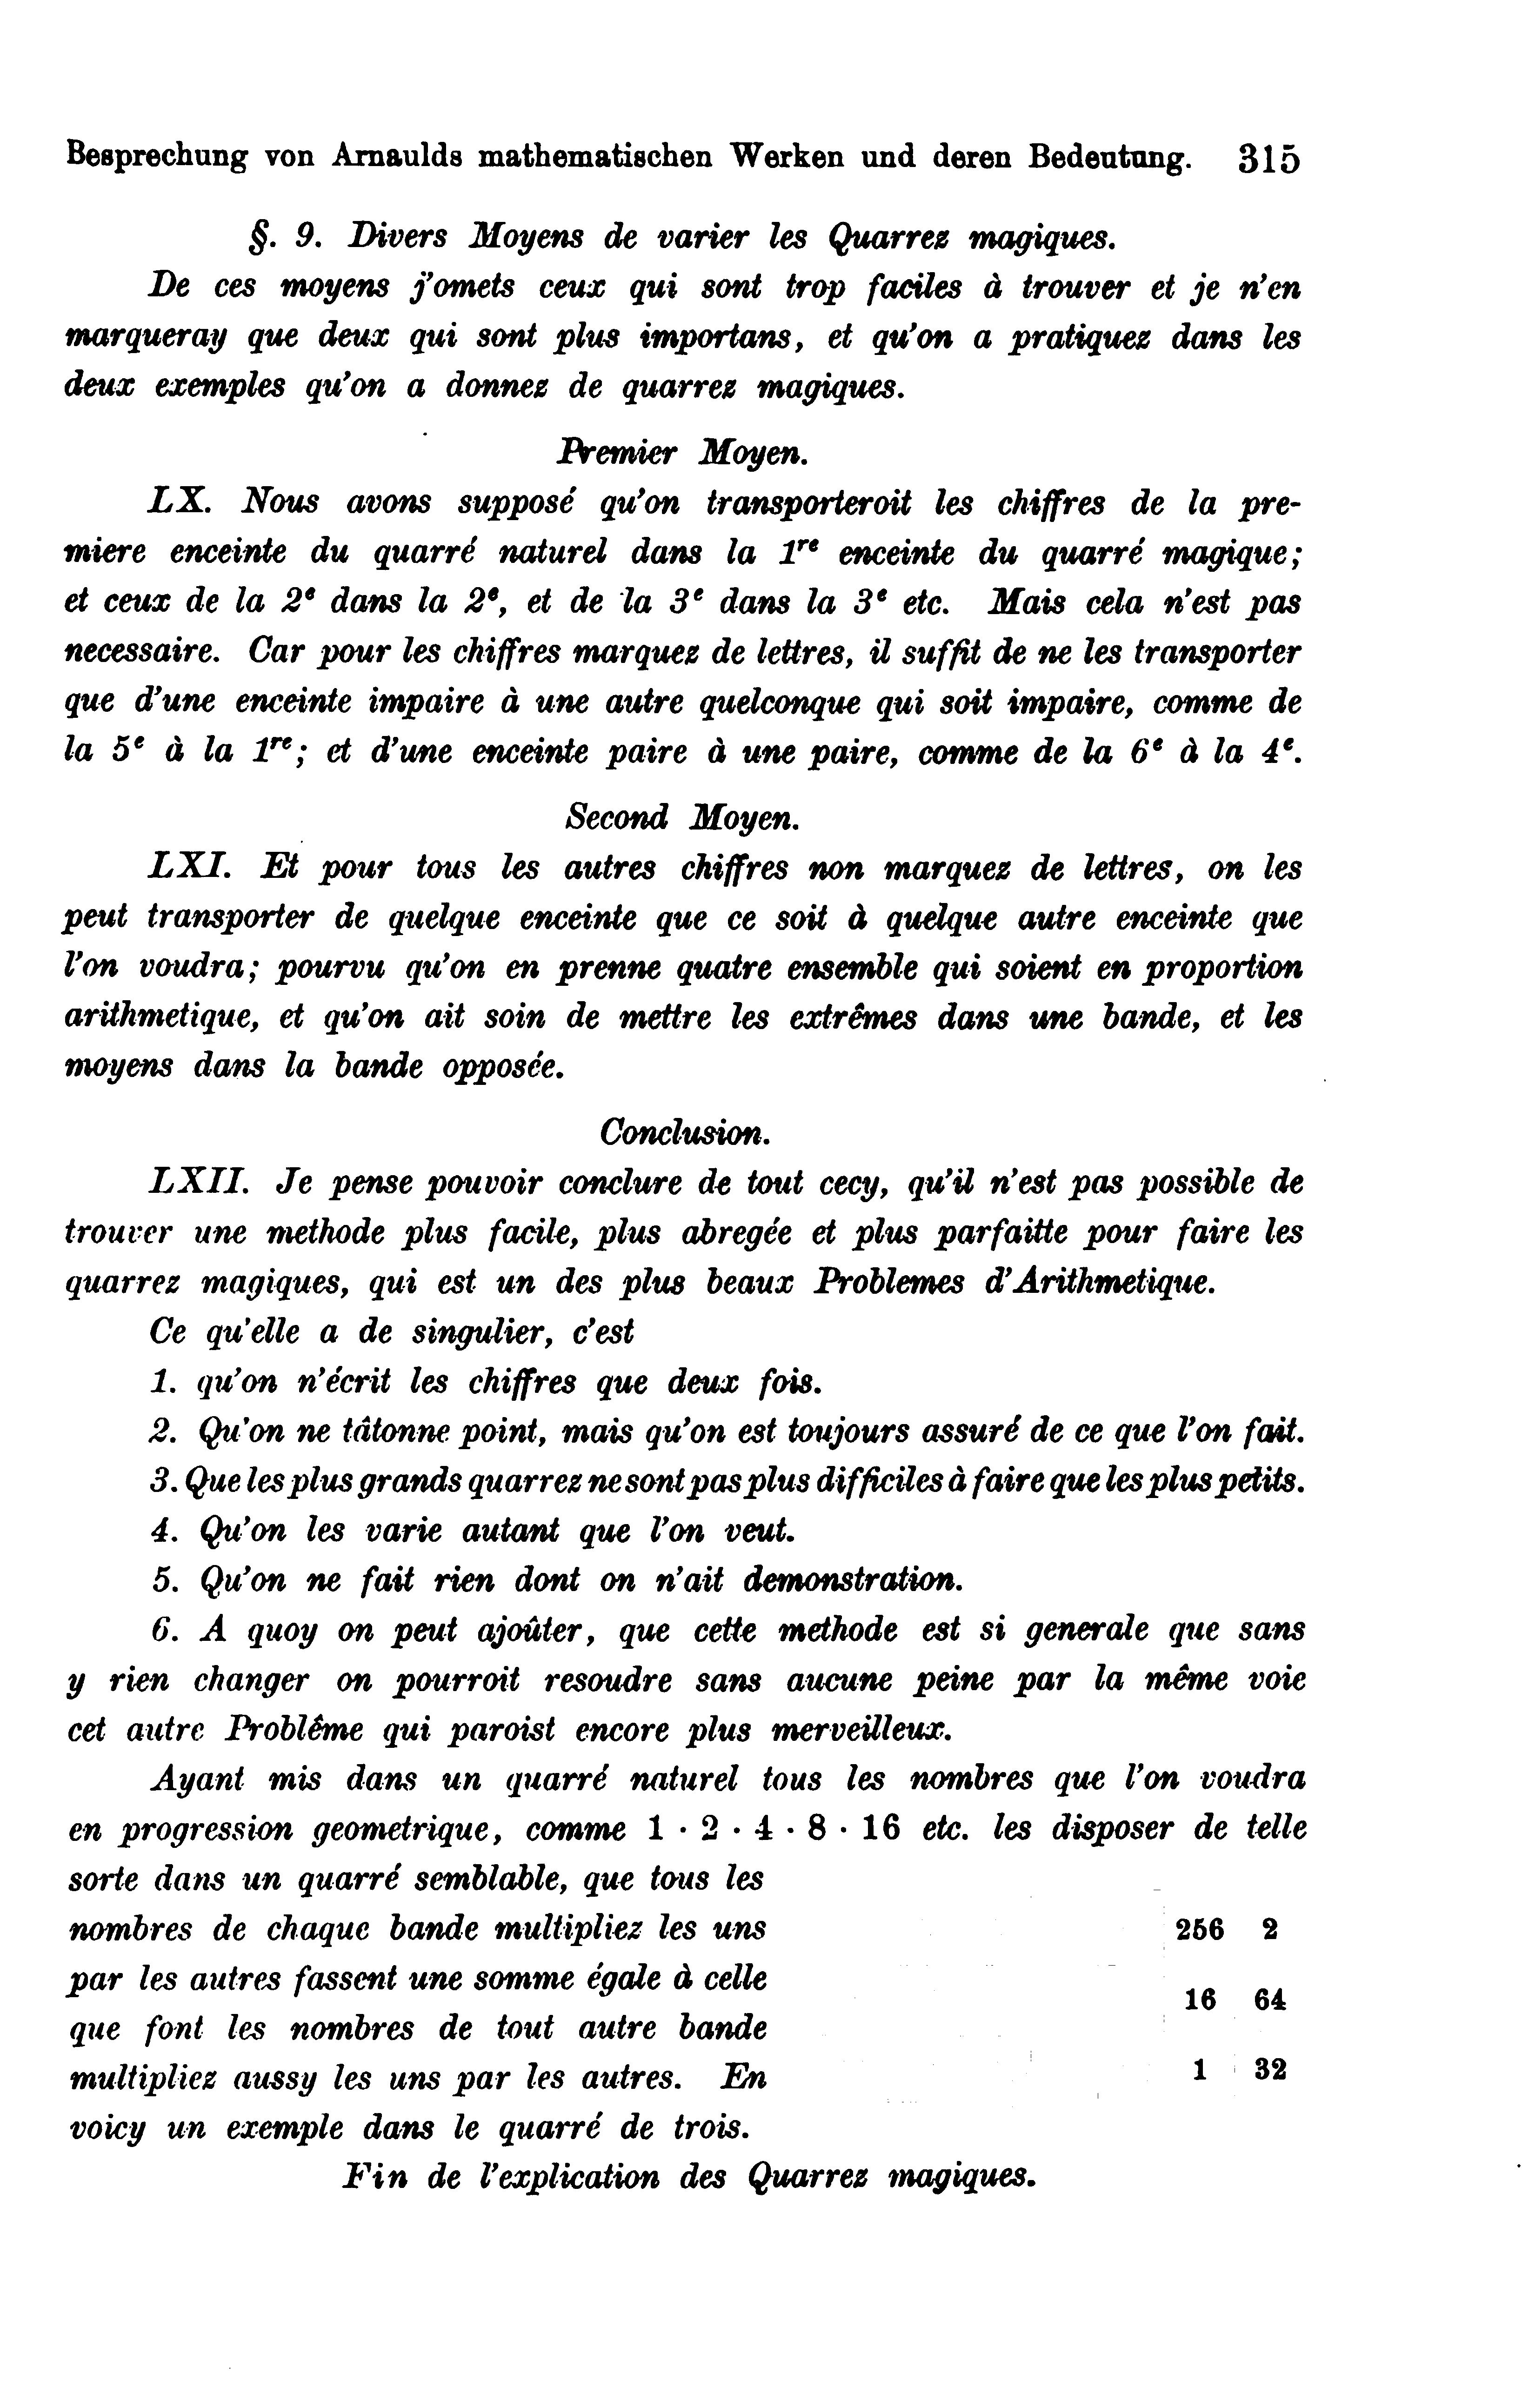 Besprechung von Arnaulds mathematischen Werken und deren Bedeutung. 315
§. 9. Divers Moyens de varier les Quarrez magiques.
De ces moyens j'omets ceux qui sont trop faciles à trouver et je n'en
marqueray que deux qui sont plus importans, et qu'on a pratiquez dans les
deux exemples qu'on a donnez de quarrez magiques.
Premier Moyen.
LX. Nous avons supposé qu'on transporteroit les chiffres de la pre-
miere enceinte du quarré naturel dans la 1re enceinte du quarré magique;
et ceux de la 2e dans la 2e, et de la 3e dans la 3e etc. Mais cela n'est pas
necessaire. Car pour les chiffres marquez de lettres, il suffit de ne les transporter
que d'une enceinte impaire à une autre quelconque qui soit impaire, comme de
la 5e à la 1re; et d'une enceinte paire à une paire, comme de la 6e à la 4e.
Second Moyen.
LXI. Et pour tous les autres chiffres non marquez de lettres, on les
peut transporter de quelque enceinte que ce soit à quelque autre enceinte que
l'on voudra; pourvu qu'on en prenne quatre ensemble qui soient en proportion
arithmetique, et qu'on ait soin de mettre les extrêmes dans une bande, et les
moyens dans la bande opposée.
Conclusion.
LXII. Je pense pouvoir conclure de tout cecy, qu'il n'est pas possible de
trouver une methode plus facile, plus abregée et plus parfaitte pour faire les
quarrez magiques, qui est un des plus beaux Problemes d'Arithmetique.
Ce qu'elle a de singulier, c'est
1. qu'on n'écrit les chiffres que deux fois.
2. Qu'on ne tâtonne point, mais qu'on est toujours assuré de ce que l'on fait.
3. Que les plus grands quarrez ne sont pas plus difficiles à faire que les plus petits.
4. Qu'on les varie autant que l'on veut.
5. Qu'on ne fait rien dont on n'ait demonstration.
6. A quoy on peut ajoûter, que cette methode est si generale que sans
y rien changer on pourroit resoudre sans aucune peine par la même voie
cet autre Problême qui paroist encore plus merveilleux.
Ayant mis dans un quarré naturel tous les nombres que l'on voudra
en progression geometrique, comme 1 · 2 · 4 · 8 · 16 etc. les disposer de telle
sorte dans un quarré semblable, que tous les
nombres de chaque bande multipliez les uns
par les autres fassent une somme égale à celle
que font les nombres de tout autre bande
multipliez aussy les uns par les autres. En
voicy un exemple dans le quarré de trois.
256 2
16 64
1 32
Fin de l'explication des Quarrez magiques.